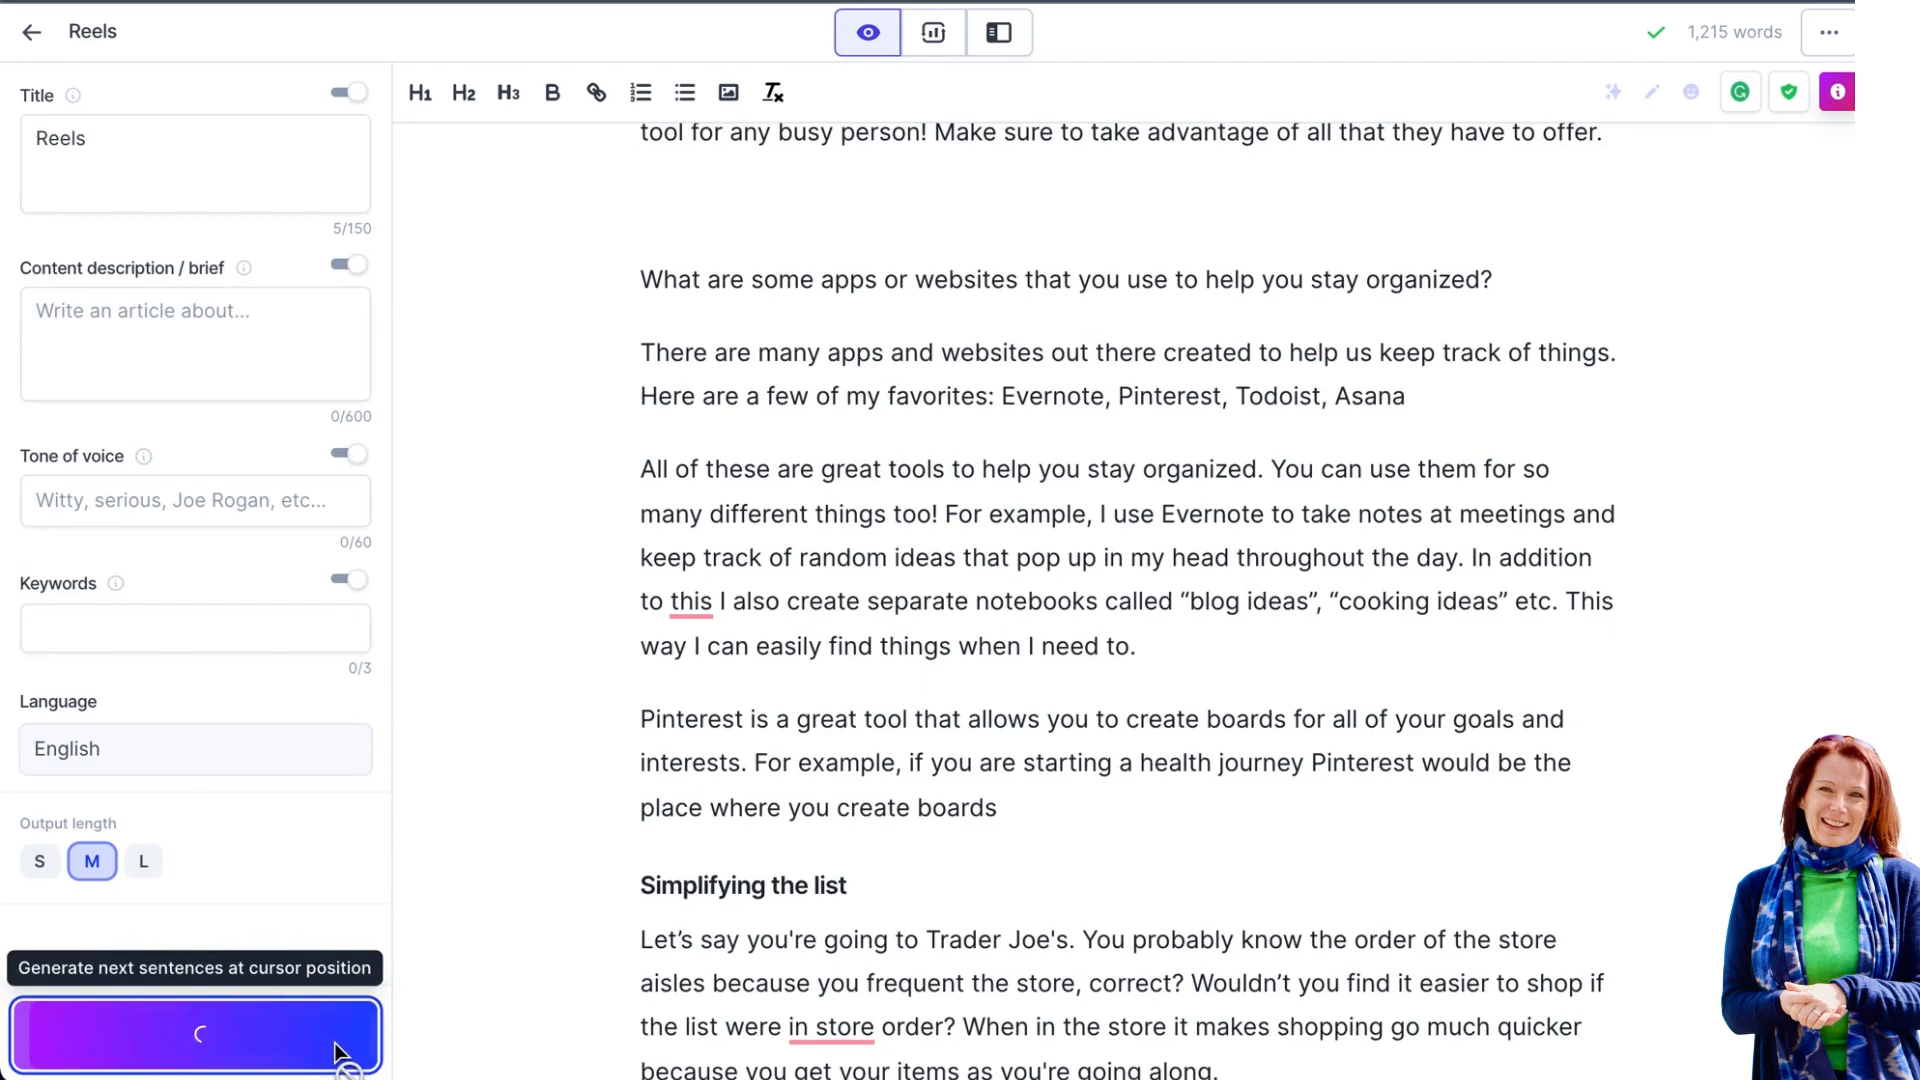 Reels
1,215 words
Title
Reels
5/150
Content description / brief
Write an article about...
0/600
Tone of voice
Witty, serious, Joe Rogan, etc...
0/60
Keywords
0/3
Language
English
Output length
S M L
Generate next sentences at cursor position
H1 H2 H3 B
tool for any busy person! Make sure to take advantage of all that they have to offer.
What are some apps or websites that you use to help you stay organized?
There are many apps and websites out there created to help us keep track of things.
Here are a few of my favorites: Evernote, Pinterest, Todoist, Asana
All of these are great tools to help you stay organized. You can use them for so
many different things too! For example, I use Evernote to take notes at meetings and
keep track of random ideas that pop up in my head throughout the day. In addition
to this I also create separate notebooks called “blog ideas”, “cooking ideas” etc. This
way I can easily find things when I need to.
Pinterest is a great tool that allows you to create boards for all of your goals and
interests. For example, if you are starting a health journey Pinterest would be the
place where you create boards
Simplifying the list
Let’s say you're going to Trader Joe's. You probably know the order of the store
aisles because you frequent the store, correct? Wouldn’t you find it easier to shop if
the list were in store order? When in the store it makes shopping go much quicker
because you get your items as you're going along.